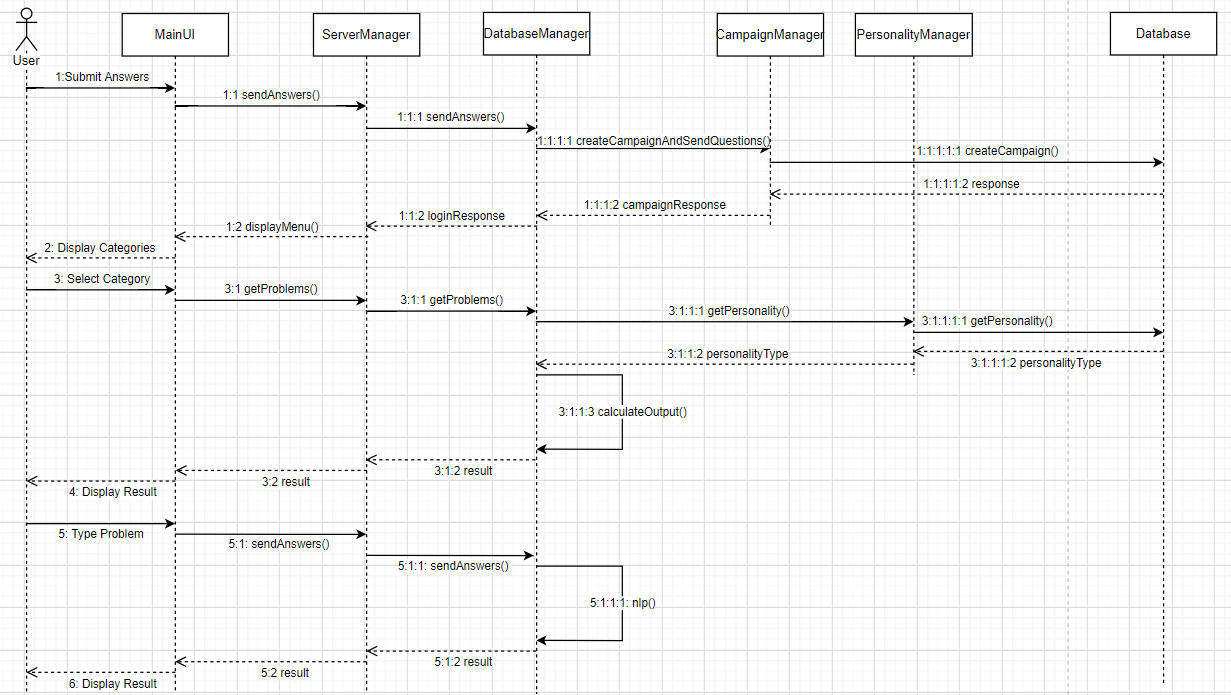 User
MainUI
ServerManager
DatabaseManager
CampaignManager
PersonalityManager
Database
1:Submit Answers
1:1 sendAnswers()
1:1:1 sendAnswers()
1:1:1:1 createCampaignAndSendQuestions()
1:1:1:1:1 createCampaign()
1:1:1:1:2 response
1:1:1:2 campaignResponse
1:1:2 loginResponse
1:2 displayMenu()
2: Display Categories
3: Select Category
3:1 getProblems()
3:1:1 getProblems()
3:1:1:1 getPersonality()
3:1:1:1:1 getPersonality()
3:1:1:2 personalityType
3:1:1:1:2 personalityType
3:1:1:3 calculateOutput()
3:1:2 result
3:2 result
4: Display Result
5: Type Problem
5:1: sendAnswers()
5:1:1: sendAnswers()
5:1:1:1: nlp()
5:1:2 result
5:2 result
6: Display Result